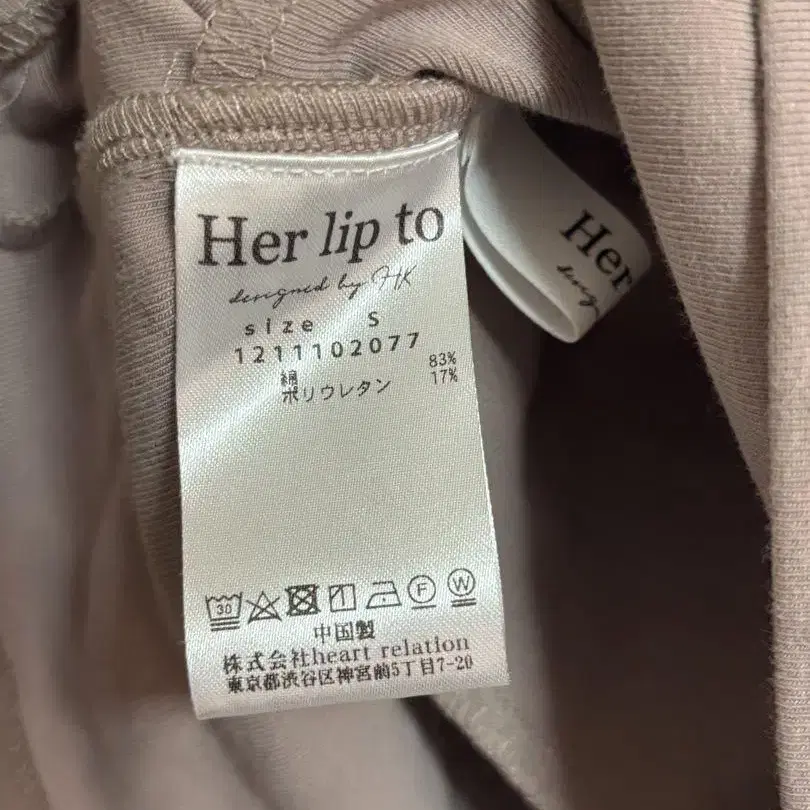 Her lip to
designed by HK
size S
1211102077
綿 83%
ポリウレタン 17%
30
F
W
中国製
株式会社heart relation
東京都渋谷区神宮前5丁目7-20
Her
desig